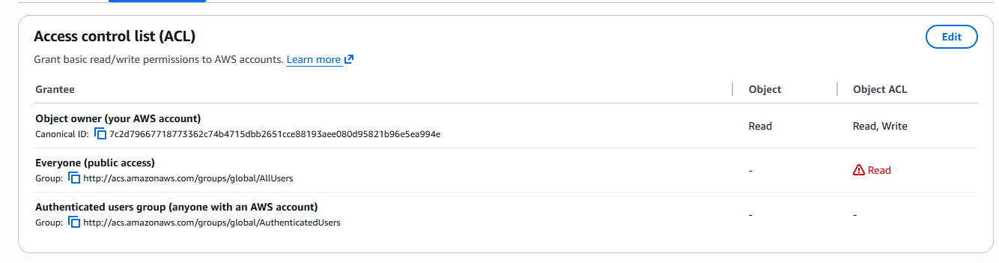 Access control list (ACL)
Edit
Grant basic read/write permissions to AWS accounts. Learn more
Grantee Object Object ACL
Object owner (your AWS account)
Canonical ID: 7c2d79667718773362c74b4715dbb2651cce88193aee080d95821b96e5ea994e
Read Read, Write
Everyone (public access)
Group: http://acs.amazonaws.com/groups/global/AllUsers
- Read
Authenticated users group (anyone with an AWS account)
Group: http://acs.amazonaws.com/groups/global/AuthenticatedUsers
- -